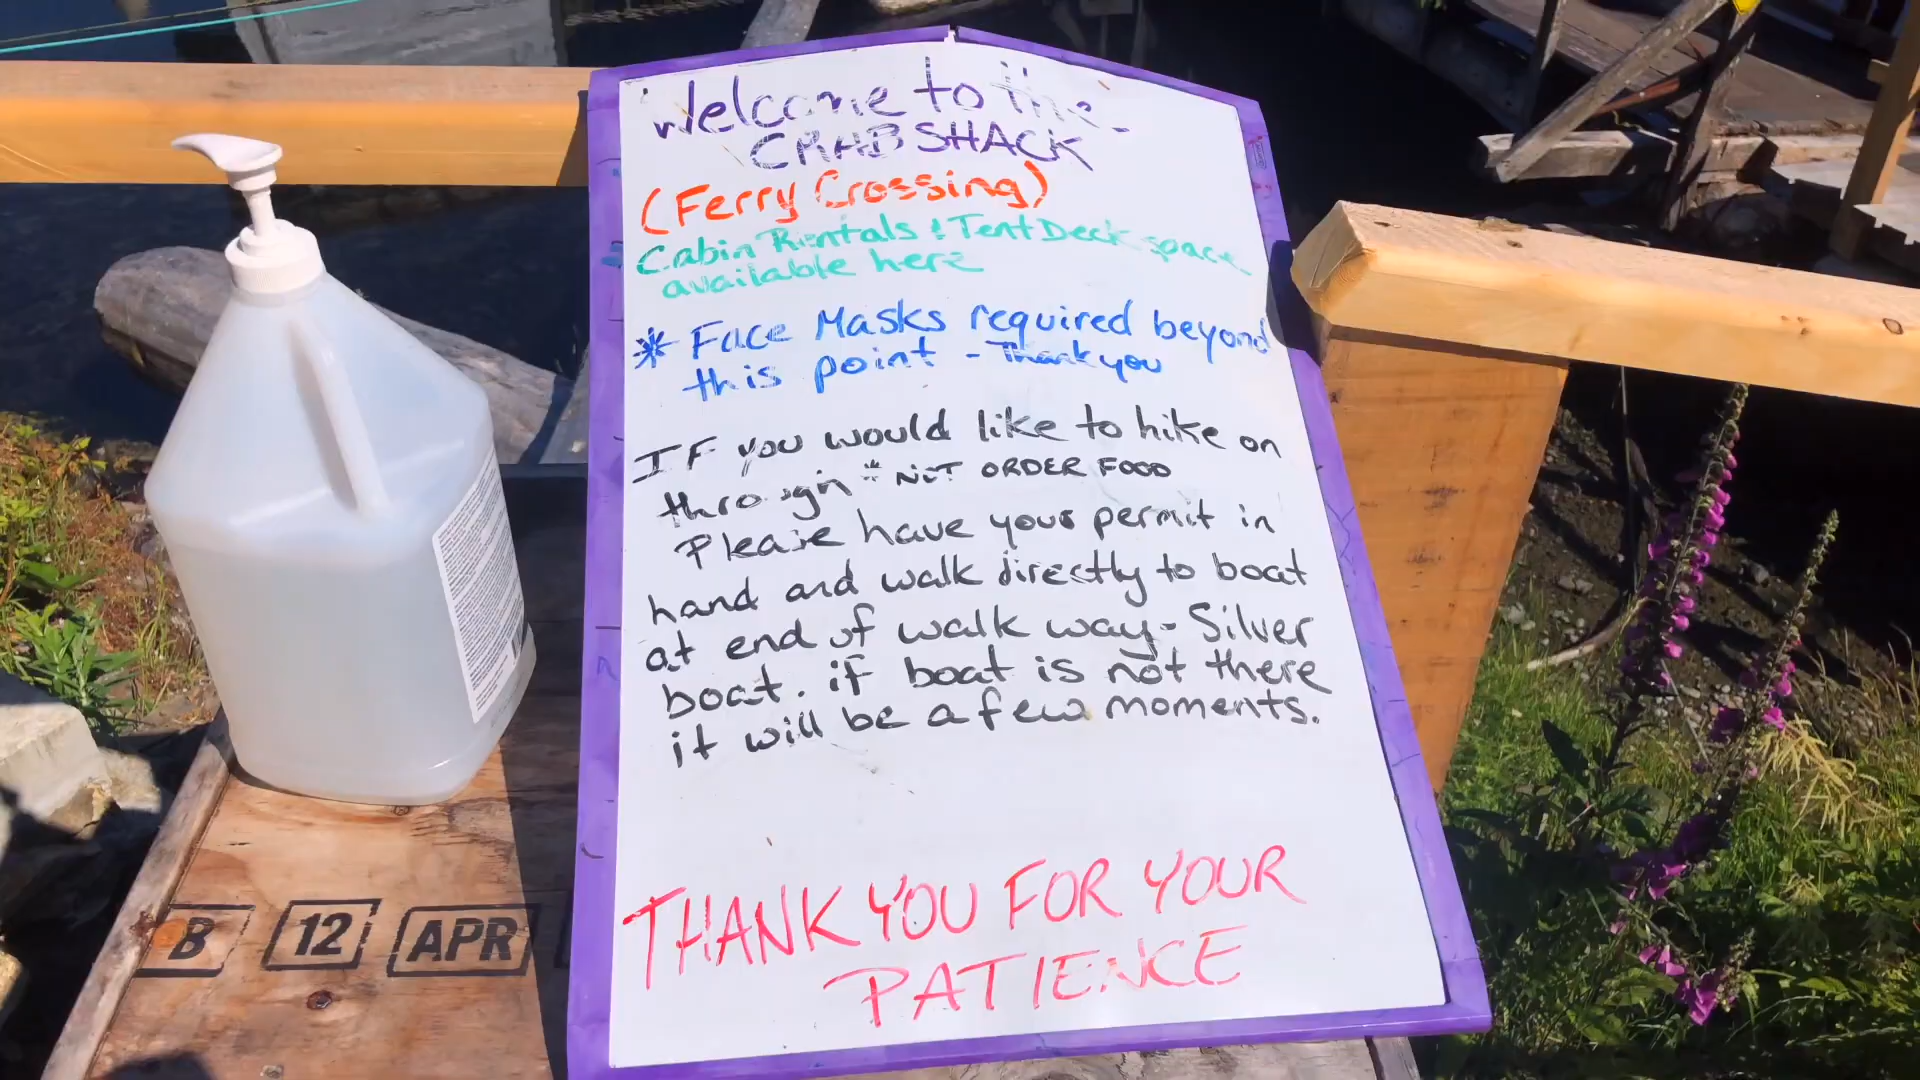 Welcome to the
CRAB SHACK
(Ferry Crossing)
Cabin Rentals & Tent Deck space
available here
* Face Masks required beyond
this point - Thank you
IF you would like to hike on
through * NOT ORDER FOOD
Please have your permit in
hand and walk directly to boat
at end of walk way - Silver
boat. if boat is not there
it will be a few moments.
THANK YOU FOR YOUR
PATIENCE
B 12 APR